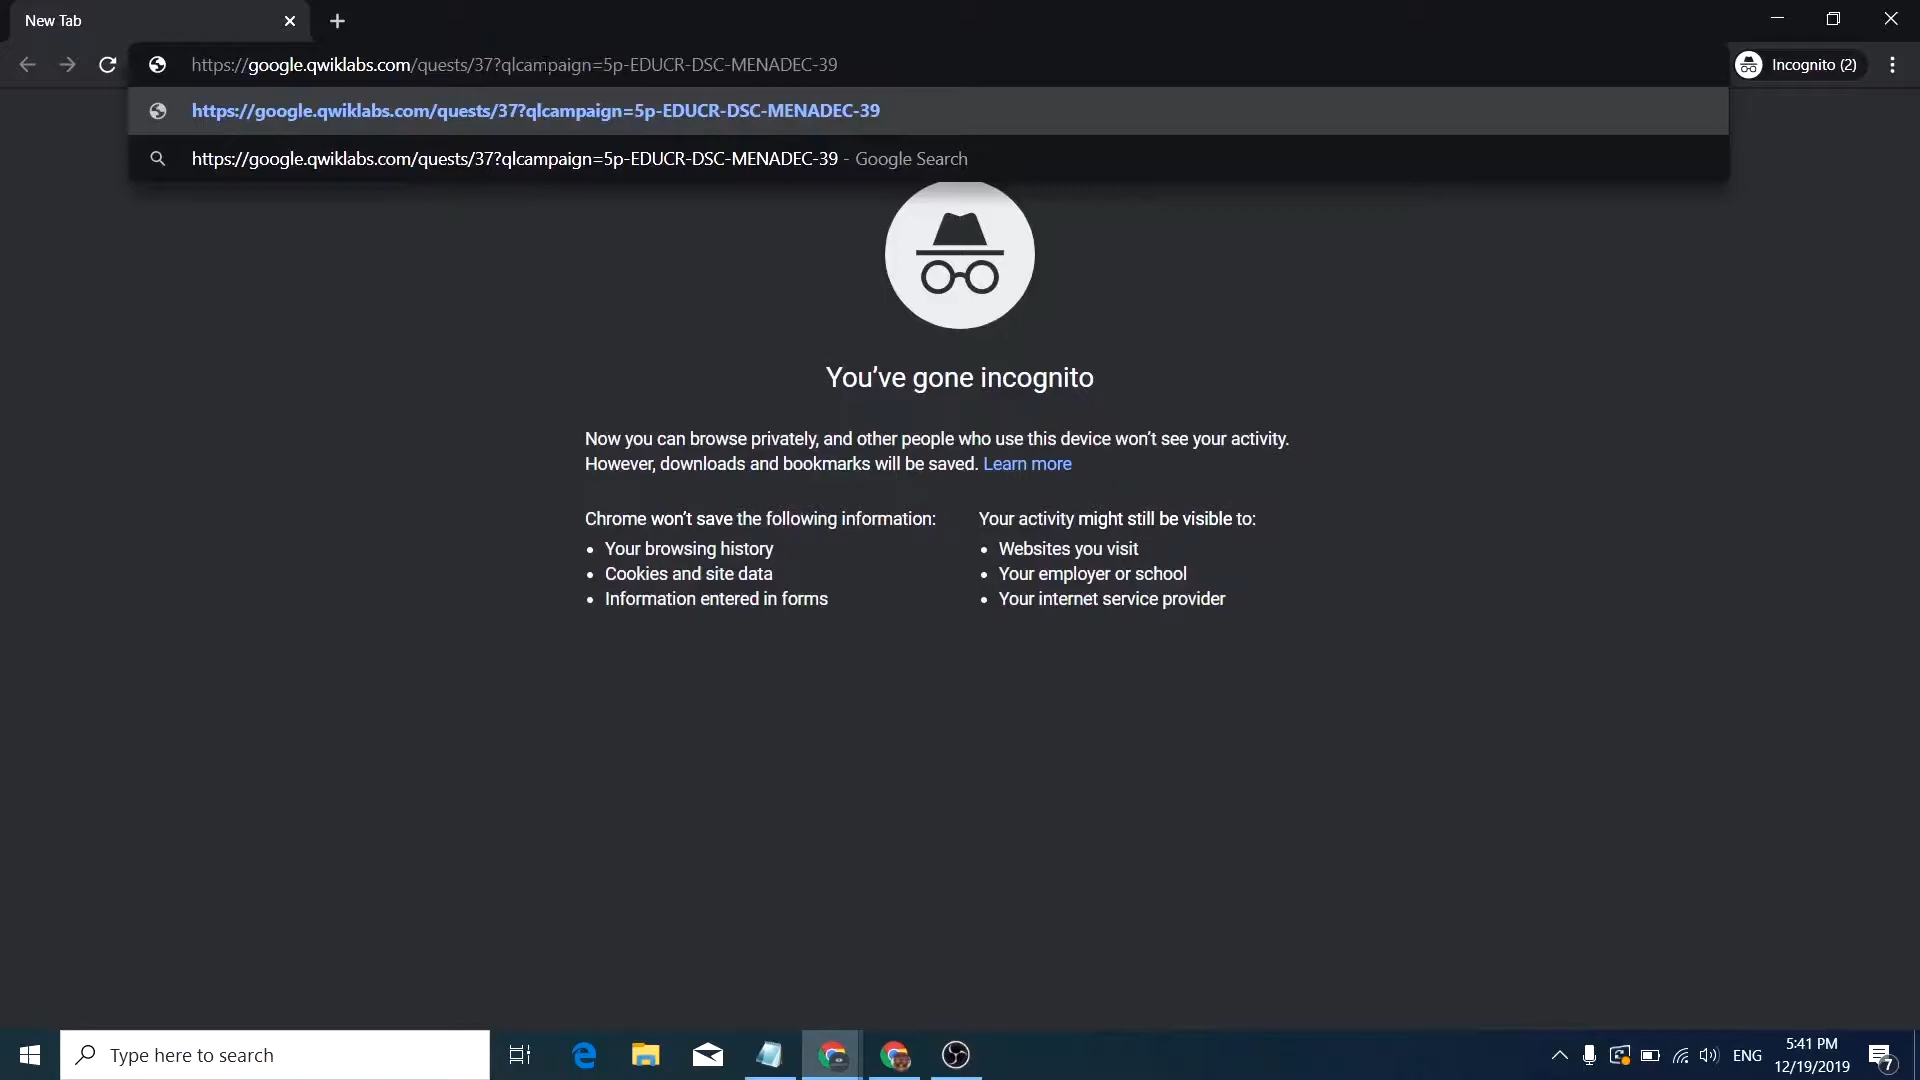 New Tab
https://google.qwiklabs.com/quests/37?qlcampaign=5p-EDUCR-DSC-MENADEC-39
Incognito (2)
https://google.qwiklabs.com/quests/37?qlcampaign=5p-EDUCR-DSC-MENADEC-39
https://google.qwiklabs.com/quests/37?qlcampaign=5p-EDUCR-DSC-MENADEC-39 - Google Search
You’ve gone incognito
Now you can browse privately, and other people who use this device won’t see your activity.
However, downloads and bookmarks will be saved. Learn more
Chrome won’t save the following information:
Your browsing history
Cookies and site data
Information entered in forms
Your activity might still be visible to:
Websites you visit
Your employer or school
Your internet service provider
Type here to search
ENG
5:41 PM
12/19/2019
7